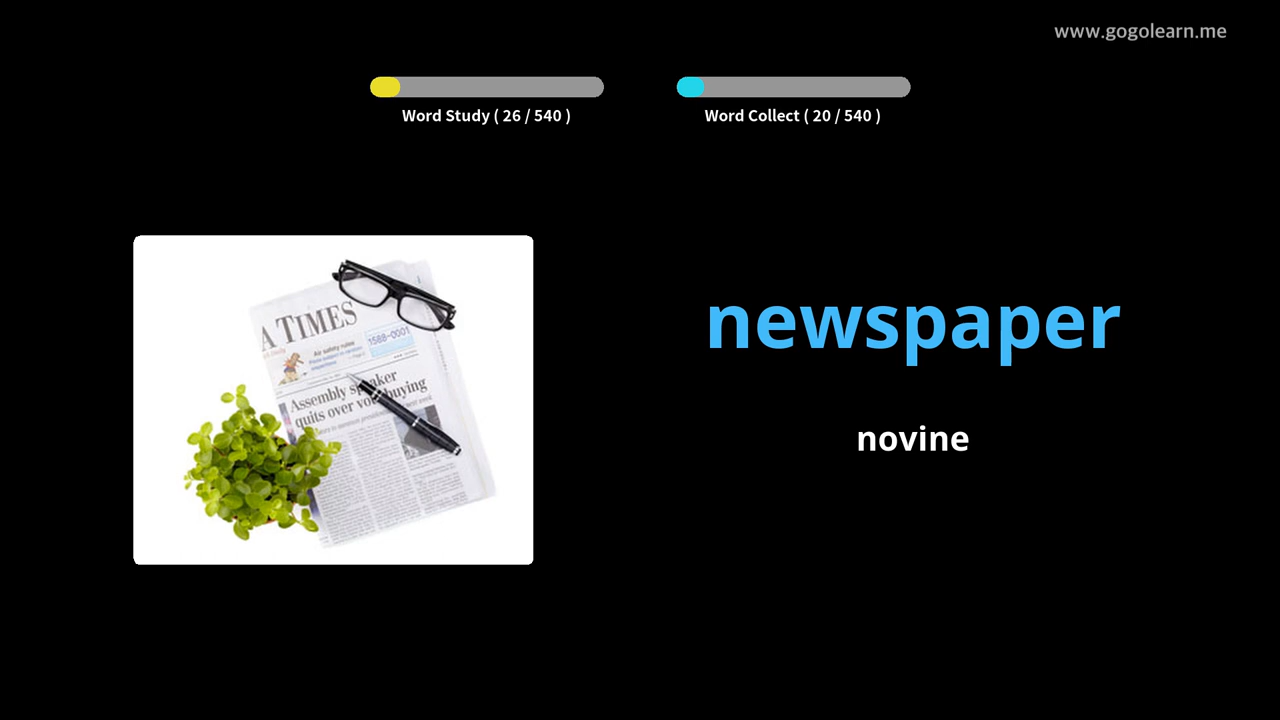 www.gogolearn.me
Word Study ( 26 / 540 )
Word Collect ( 20 / 540 )
A TIMES
Air safety rules
1588-0001
Assembly speaker
quits over vote buying
newspaper
novine